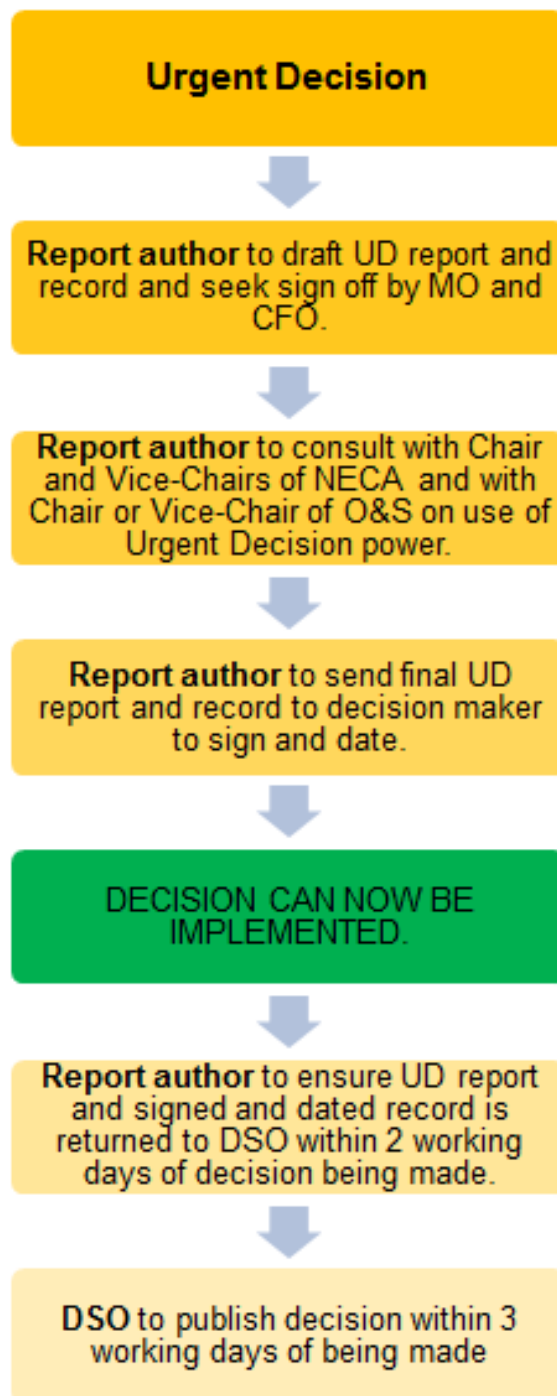 Urgent Decision
Report author to draft UD report and
record and seek sign off by MO and
CFO.
Report author to consult with Chair
and Vice-Chairs of NECA and with
Chair or Vice-Chair of O&S on use of
Urgent Decision power.
Report author to send final UD
report and record to decision maker
to sign and date.
DECISION CAN NOW BE
IMPLEMENTED.
Report author to ensure UD report
and signed and dated record is
returned to DSO within 2 working
days of decision being made.
DSO to publish decision within 3
working days of being made